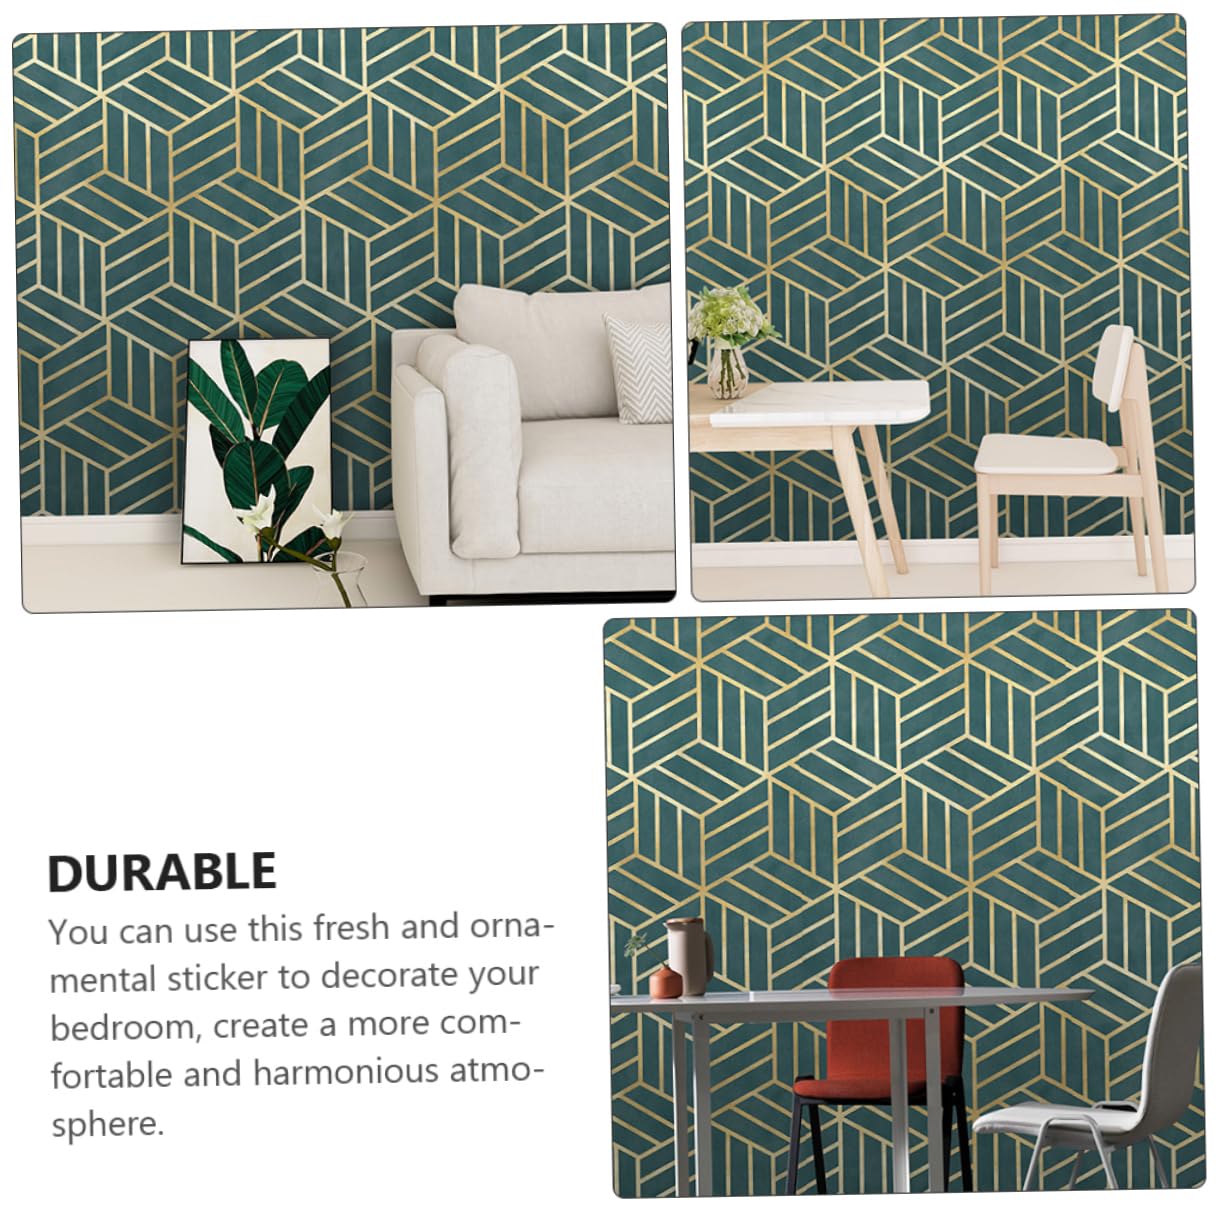 DURABLE
You can use this fresh and orna-
mental sticker to decorate your
bedroom, create a more com-
fortable and harmonious atmo-
sphere.